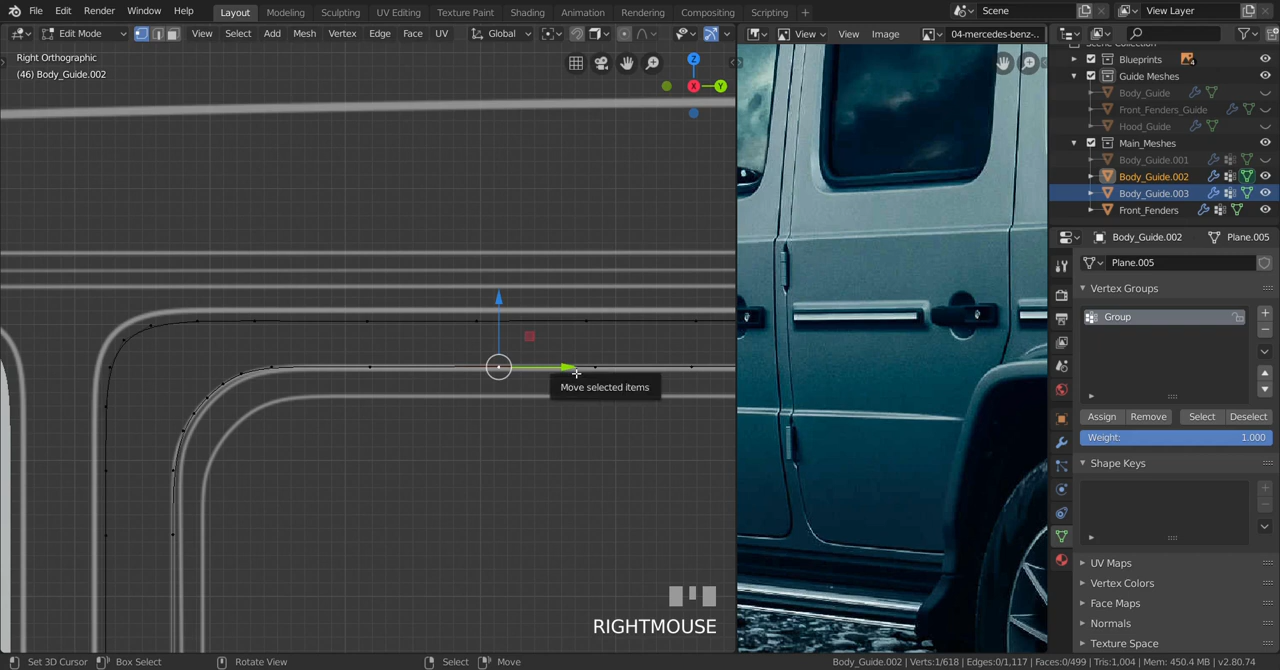 File Edit Render Window Help Layout Modeling Sculpting UV Editing Texture Paint Shading Animation Rendering Compositing Scripting + Scene View Layer
Edit Mode View Select Add Mesh Vertex Edge Face UV Global View View Image 04-mercedes-benz-..
Right Orthographic
(46) Body_Guide.002
Z
X Y
Move selected items
RIGHTMOUSE
Scene Collection
Blueprints 4
Guide Meshes
Body_Guide
Front_Fenders_Guide
Hood_Guide
Main_Meshes
Body_Guide.001
Body_Guide.002
Body_Guide.003
Front_Fenders
Body_Guide.002 Plane.005
Plane.005
Vertex Groups
Group
Assign Remove Select Deselect
Weight: 1.000
Shape Keys
UV Maps
Vertex Colors
Face Maps
Normals
Texture Space
Set 3D Cursor Box Select Rotate View Select Move Body_Guide.002 | Verts:1/618 | Edges:0/1,117 | Faces:0/499 | Tris:1,004 | Mem: 450.4 MB | v2.80.74